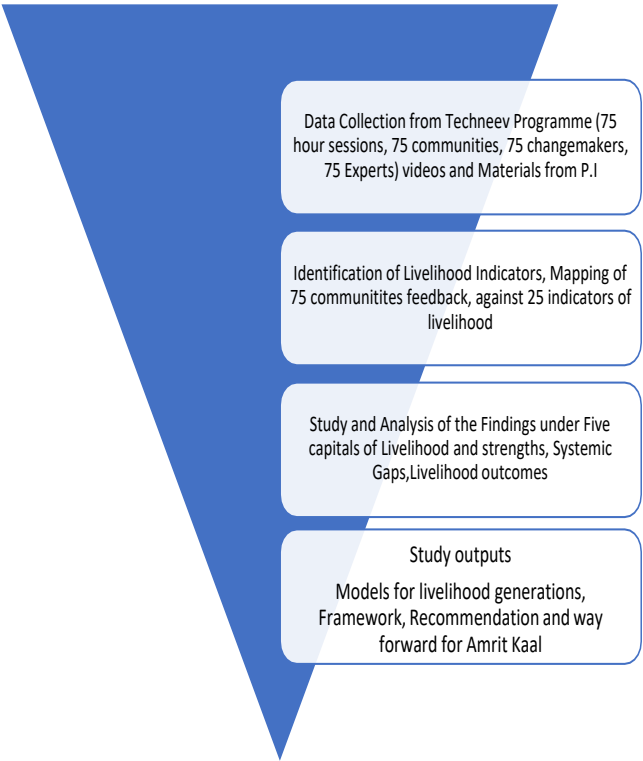 Data Collection from Techneev Programme (75
hour sessions, 75 communities, 75 changemakers,
75 Experts) videos and Materials from P.I
Identification of Livelihood Indicators, Mapping of
75 communitites feedback, against 25 indicators of
livelihood
Study and Analysis of the Findings under Five
capitals of Livelihood and strengths, Systemic
Gaps,Livelihood outcomes
Study outputs
Models for livelihood generations,
Framework, Recommendation and way
forward for Amrit Kaal